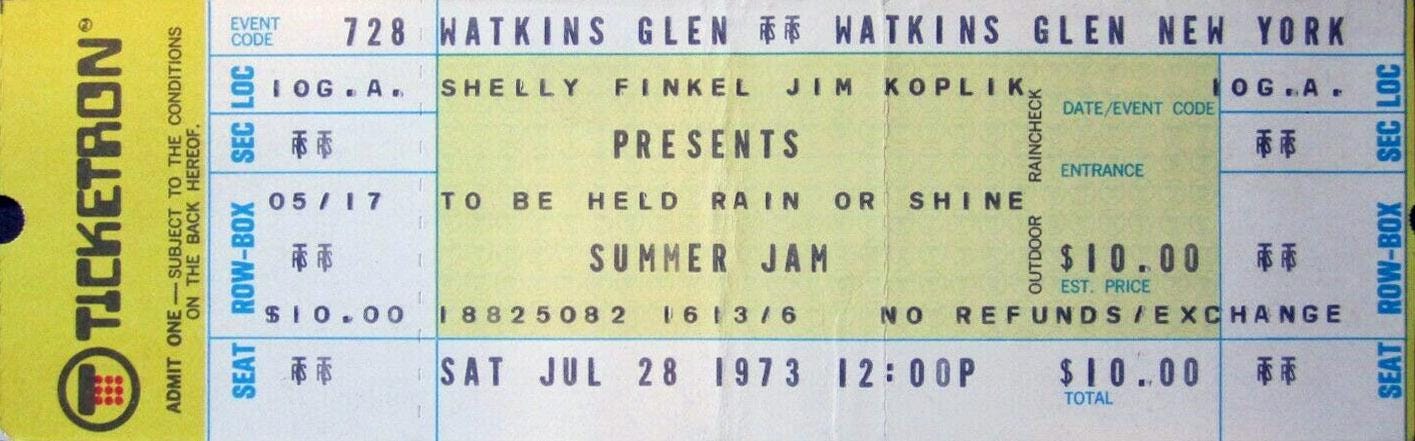 TICKETRON®
ADMIT ONE — SUBJECT TO THE CONDITIONS
ON THE BACK HEREOF.
EVENT CODE 728 WATKINS GLEN WATKINS GLEN NEW YORK
LOC 10G.A. SHELLY FINKEL JIM KOPLIK 10G.A. LOC
DATE/EVENT CODE
RAINCHECK
SEC PRESENTS SEC
ENTRANCE
05/17 TO BE HELD RAIN OR SHINE
ROW-BOX SUMMER JAM $10.00 ROW-BOX
OUTDOOR
EST. PRICE
$10.00 18825082 1613/6 NO REFUNDS/EXCHANGE
SEAT SAT JUL 28 1973 12:00P $10.00 SEAT
TOTAL